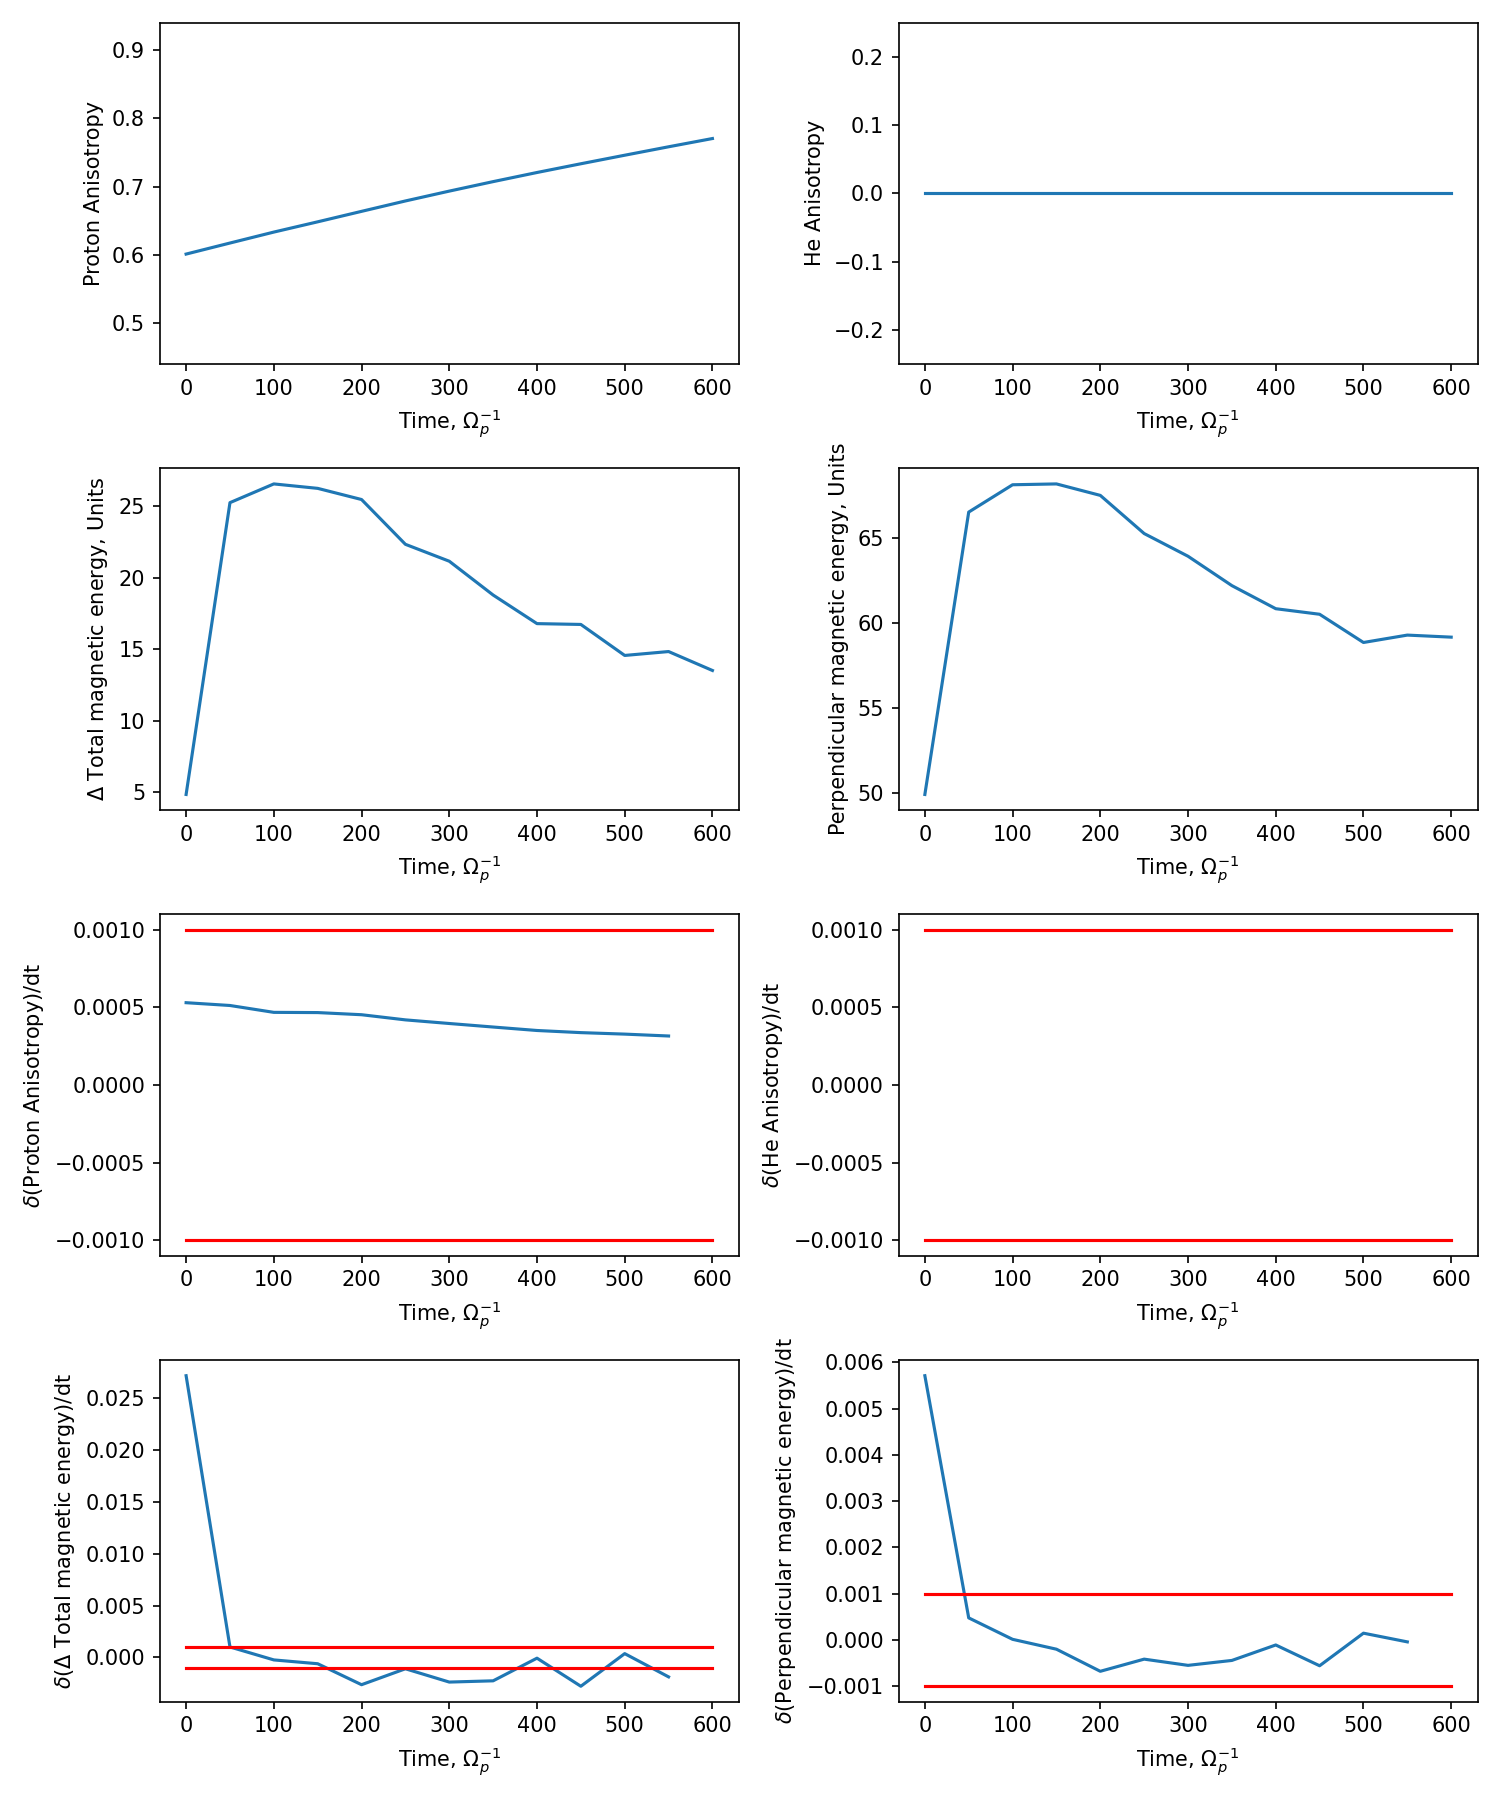 Proton Anisotropy
0.9
0.8
0.7
0.6
0.5
0 100 200 300 400 500 600
Time, Ω_p^{-1}
He Anisotropy
0.2
0.1
0.0
−0.1
−0.2
0 100 200 300 400 500 600
Time, Ω_p^{-1}
Δ Total magnetic energy, Units
25
20
15
10
5
0 100 200 300 400 500 600
Time, Ω_p^{-1}
Perpendicular magnetic energy, Units
65
60
55
50
0 100 200 300 400 500 600
Time, Ω_p^{-1}
δ(Proton Anisotropy)/dt
0.0010
0.0005
0.0000
−0.0005
−0.0010
0 100 200 300 400 500 600
Time, Ω_p^{-1}
δ(He Anisotropy)/dt
0.0010
0.0005
0.0000
−0.0005
−0.0010
0 100 200 300 400 500 600
Time, Ω_p^{-1}
δ(Δ Total magnetic energy)/dt
0.025
0.020
0.015
0.010
0.005
0.000
0 100 200 300 400 500 600
Time, Ω_p^{-1}
δ(Perpendicular magnetic energy)/dt
0.006
0.005
0.004
0.003
0.002
0.001
0.000
−0.001
0 100 200 300 400 500 600
Time, Ω_p^{-1}